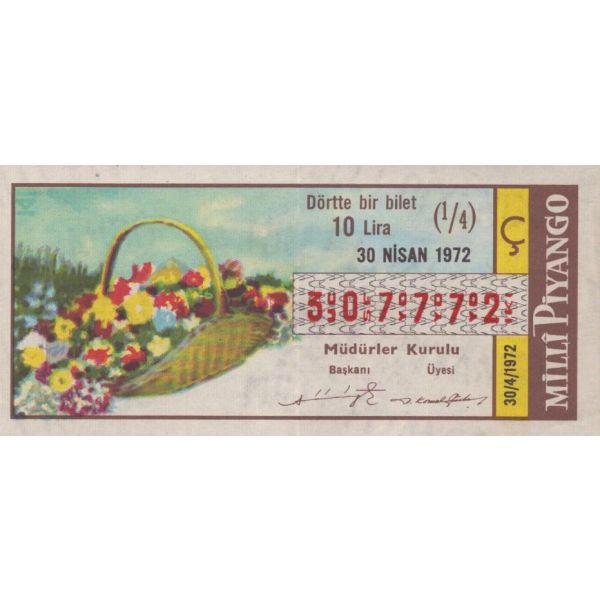 Dörtte bir bilet
10 Lira
(1/4)
30 NİSAN 1972
307772
Müdürler Kurulu
Başkanı Üyesi
Ç
30/4/1972
MİLLÎ PİYANGO